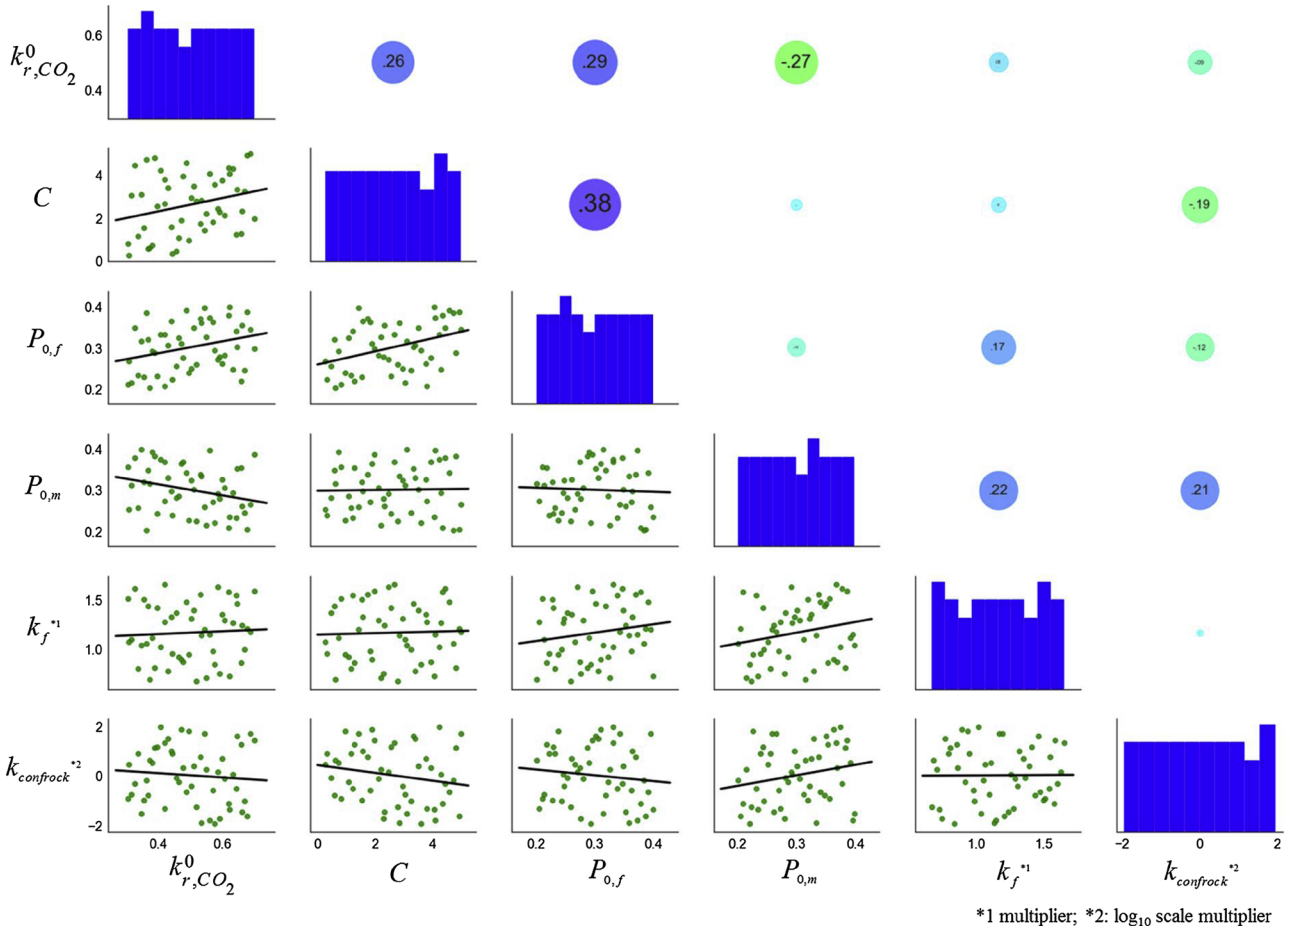 k⁰r,CO₂ 0.6 .26 .29 -.27 -.09
0.4
C 4 .38 -.19
2
0
P0,f 0.4 .17 -.12
0.3
0.2
P0,m 0.4 .22 .21
0.3
0.2
kf*1 1.5
1.0
kconfrock*2 2
0
−2
0.4 0.6 0 2 4 0.2 0.3 0.4 0.2 0.3 0.4 1.0 1.5 −2 0 2
k⁰r,CO₂ C P0,f P0,m kf*1 kconfrock*2
*1 multiplier; *2: log₁₀ scale multiplier